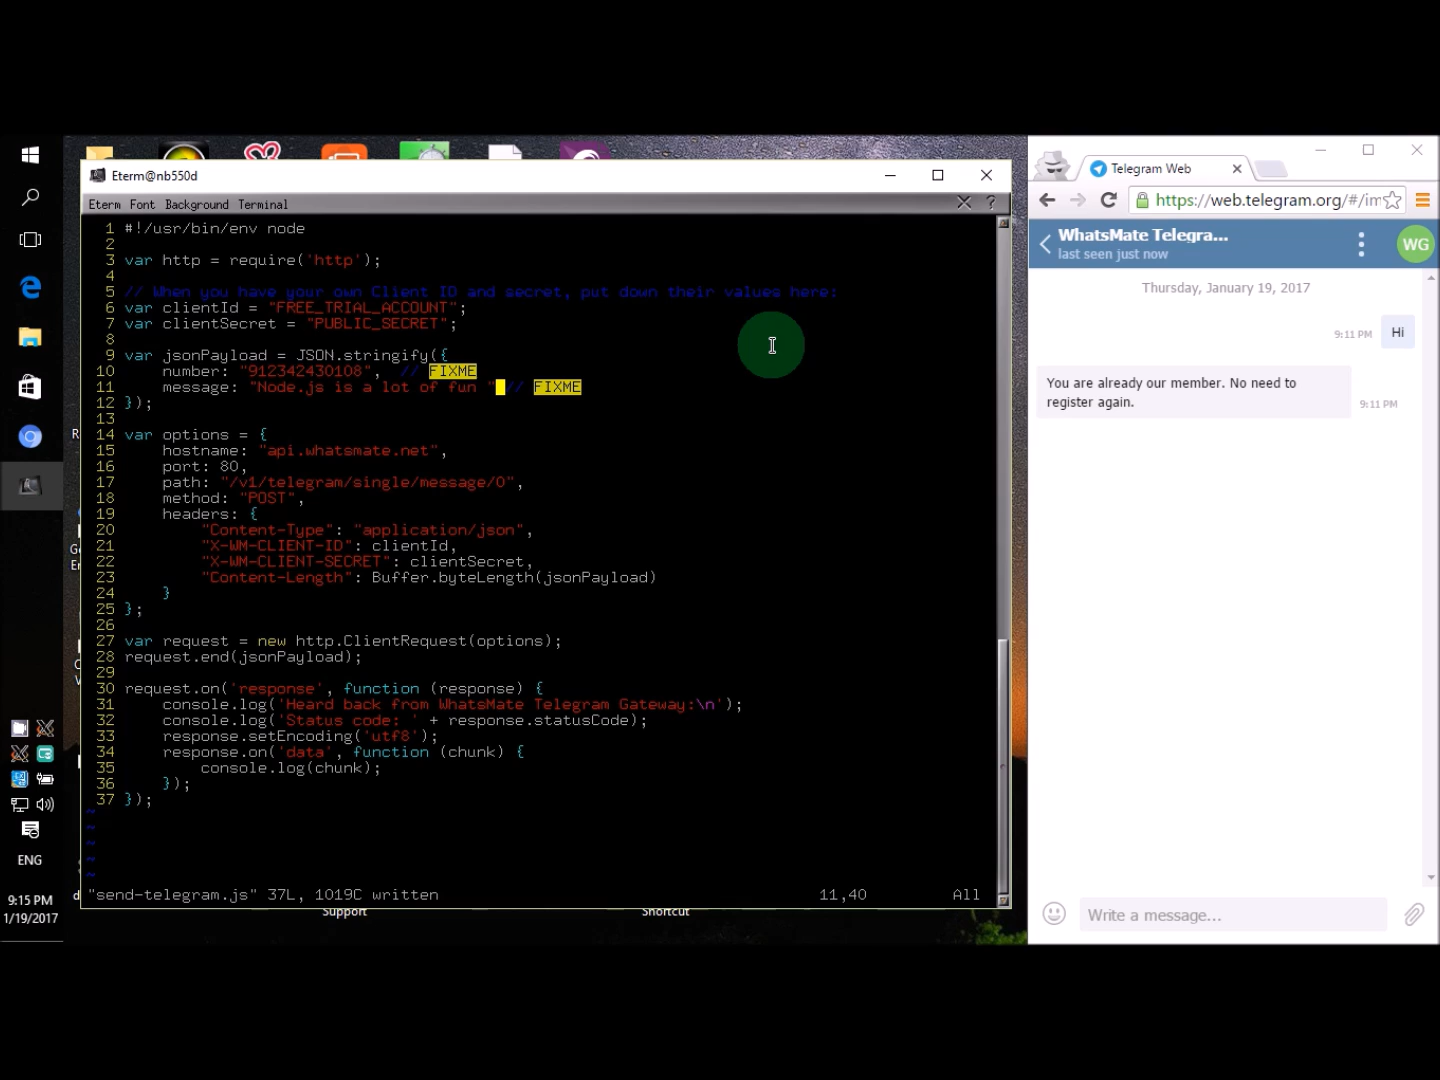 Eterm@nb550d
Eterm Font Background Terminal
?
1 #!/usr/bin/env node
2
3 var http = require('http');
4
5 // When you have your own Client ID and secret, put down their values here:
6 var clientId = "FREE_TRIAL_ACCOUNT";
7 var clientSecret = "PUBLIC_SECRET";
8
9 var jsonPayload = JSON.stringify({
10     number: "912342430108",  // FIXME
11     message: "Node.js is a lot of fun " // FIXME
12 });
13
14 var options = {
15     hostname: "api.whatsmate.net",
16     port: 80,
17     path: "/v1/telegram/single/message/0",
18     method: "POST",
19     headers: {
20         "Content-Type": "application/json",
21         "X-WM-CLIENT-ID": clientId,
22         "X-WM-CLIENT-SECRET": clientSecret,
23         "Content-Length": Buffer.byteLength(jsonPayload)
24     }
25 };
26
27 var request = new http.ClientRequest(options);
28 request.end(jsonPayload);
29
30 request.on('response', function (response) {
31     console.log('Heard back from WhatsMate Telegram Gateway:\n');
32     console.log('Status code: ' + response.statusCode);
33     response.setEncoding('utf8');
34     response.on('data', function (chunk) {
35         console.log(chunk);
36     });
37 });
~
~
~
~
~
"send-telegram.js" 37L, 1019C written 11,40 All
Support Shortcut
ENG
9:15 PM
1/19/2017
Telegram Web
https://web.telegram.org/#/im
WhatsMate Telegra...
last seen just now
WG
Thursday, January 19, 2017
9:11 PM Hi
You are already our member. No need to
register again.
9:11 PM
Write a message...